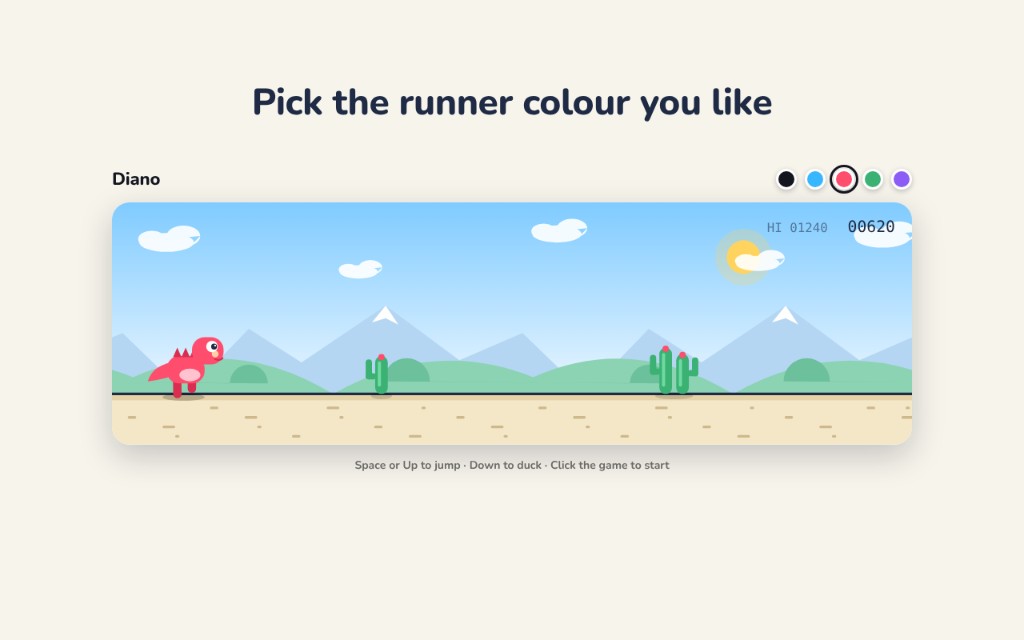 Pick the runner colour you like
Diano
HI 01240 00620
Space or Up to jump · Down to duck · Click the game to start